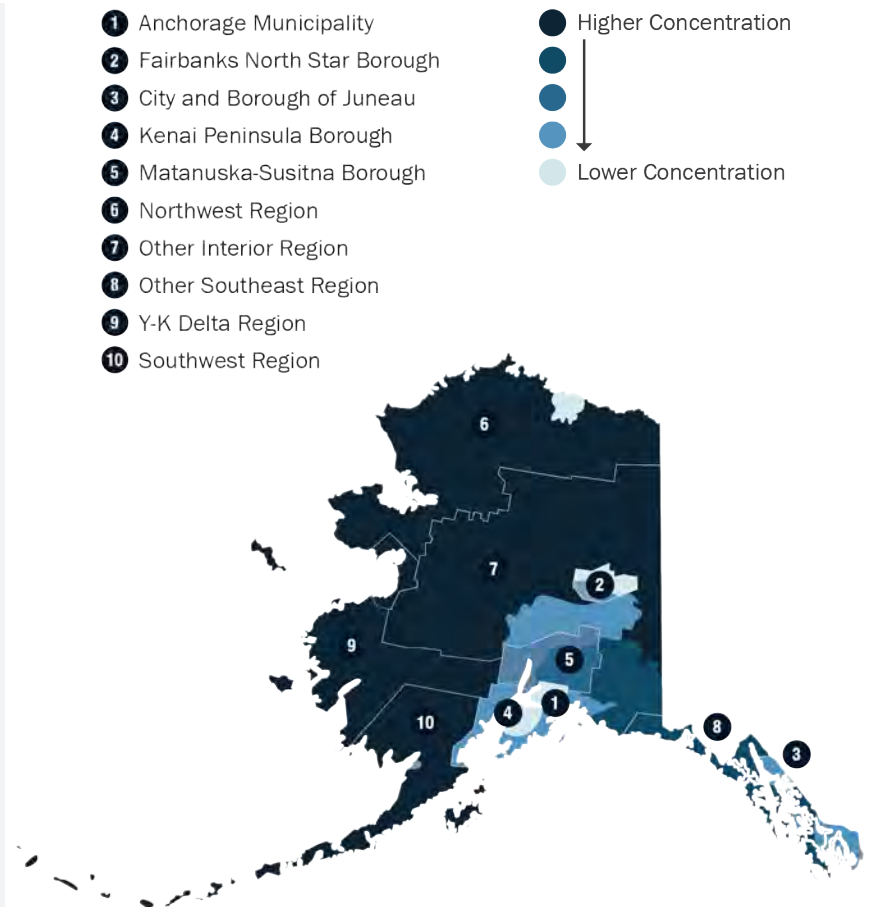 1 Anchorage Municipality
2 Fairbanks North Star Borough
3 City and Borough of Juneau
4 Kenai Peninsula Borough
5 Matanuska-Susitna Borough
6 Northwest Region
7 Other Interior Region
8 Other Southeast Region
9 Y-K Delta Region
10 Southwest Region
Higher Concentration
Lower Concentration
6
7
2
9
5
10
4
1
8
3